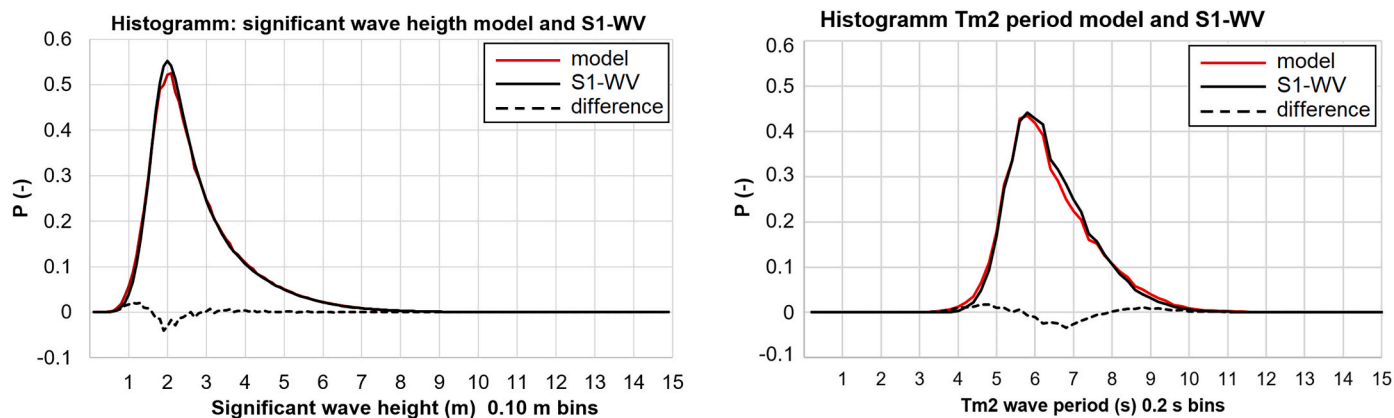 Histogramm: significant wave heigth model and S1-WV
0.6
0.5
0.4
0.3
0.2
0.1
0
-0.1
P (-)
model
S1-WV
difference
1 2 3 4 5 6 7 8 9 10 11 12 13 14 15
Significant wave height (m) 0.10 m bins
Histogramm Tm2 period model and S1-WV
0.6
0.5
0.4
0.3
0.2
0.1
0
-0.1
P (-)
model
S1-WV
difference
1 2 3 4 5 6 7 8 9 10 11 12 13 14 15
Tm2 wave period (s) 0.2 s bins